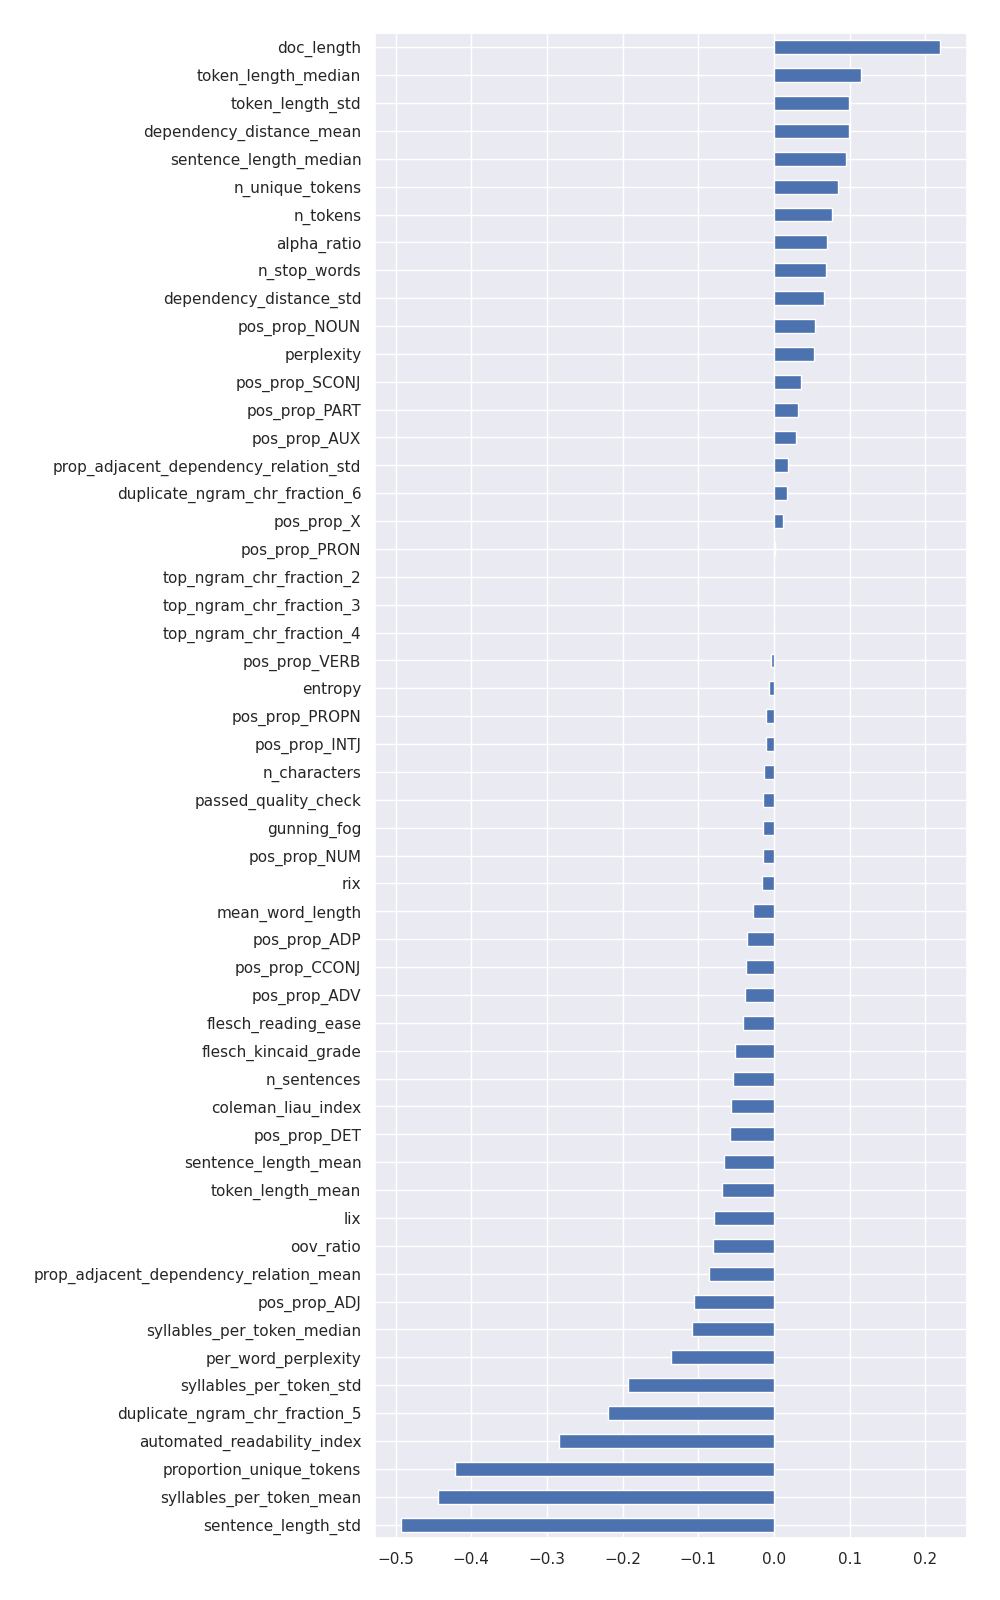 doc_length
token_length_median
token_length_std
dependency_distance_mean
sentence_length_median
n_unique_tokens
n_tokens
alpha_ratio
n_stop_words
dependency_distance_std
pos_prop_NOUN
perplexity
pos_prop_SCONJ
pos_prop_PART
pos_prop_AUX
prop_adjacent_dependency_relation_std
duplicate_ngram_chr_fraction_6
pos_prop_X
pos_prop_PRON
top_ngram_chr_fraction_2
top_ngram_chr_fraction_3
top_ngram_chr_fraction_4
pos_prop_VERB
entropy
pos_prop_PROPN
pos_prop_INTJ
n_characters
passed_quality_check
gunning_fog
pos_prop_NUM
rix
mean_word_length
pos_prop_ADP
pos_prop_CCONJ
pos_prop_ADV
flesch_reading_ease
flesch_kincaid_grade
n_sentences
coleman_liau_index
pos_prop_DET
sentence_length_mean
token_length_mean
lix
oov_ratio
prop_adjacent_dependency_relation_mean
pos_prop_ADJ
syllables_per_token_median
per_word_perplexity
syllables_per_token_std
duplicate_ngram_chr_fraction_5
automated_readability_index
proportion_unique_tokens
syllables_per_token_mean
sentence_length_std
−0.5 −0.4 −0.3 −0.2 −0.1 0.0 0.1 0.2